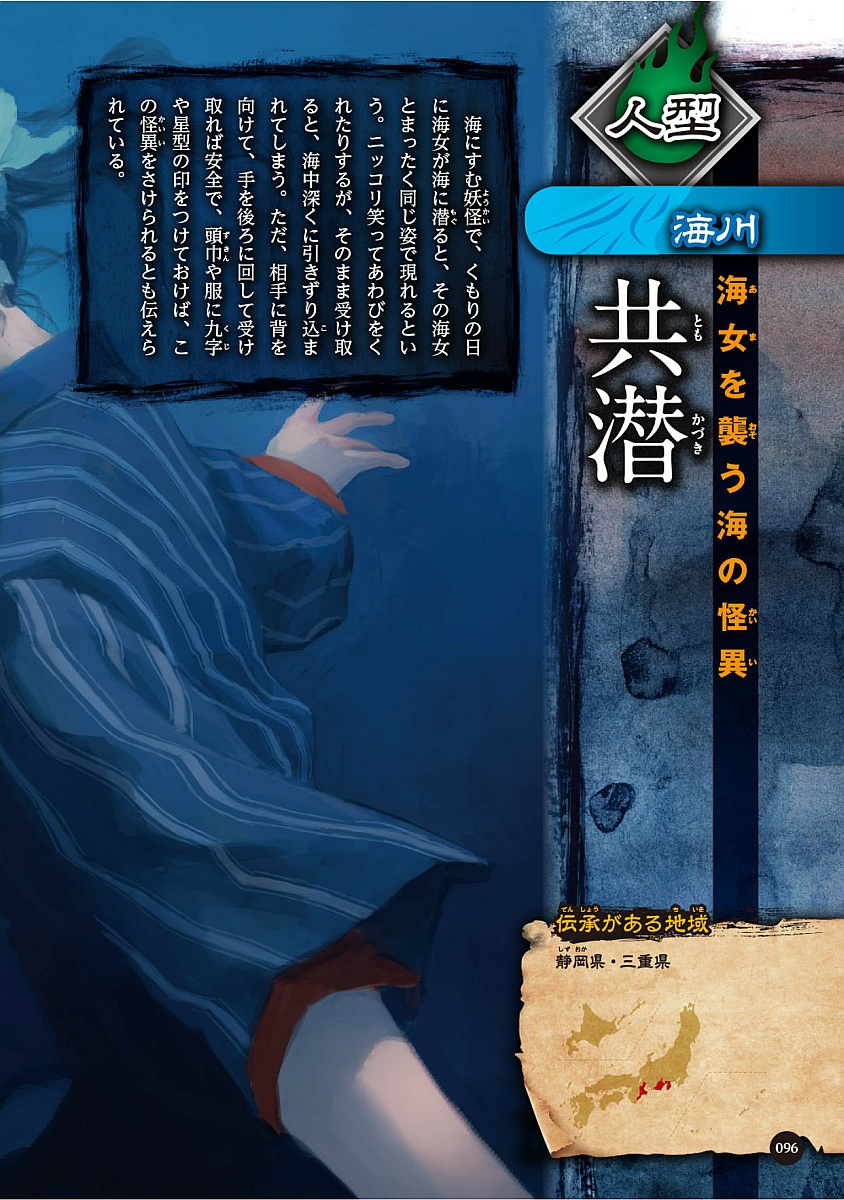 人型
海川
海女を襲う海の怪異
共潜
ともかづき
海にすむ妖怪で、くもりの日
に海女が海に潜ると、その海女
とまったく同じ姿で現れるとい
う。ニッコリ笑ってあわびをく
れたりするが、そのまま受け取
ると、海中深くに引きずり込ま
れてしまう。ただ、相手に背を
向けて、手を後ろに回して受け
取れば安全で、頭巾や服に九字
や星型の印をつけておけば、こ
の怪異をさけられるとも伝えら
れている。
伝承がある地域
静岡県・三重県
096